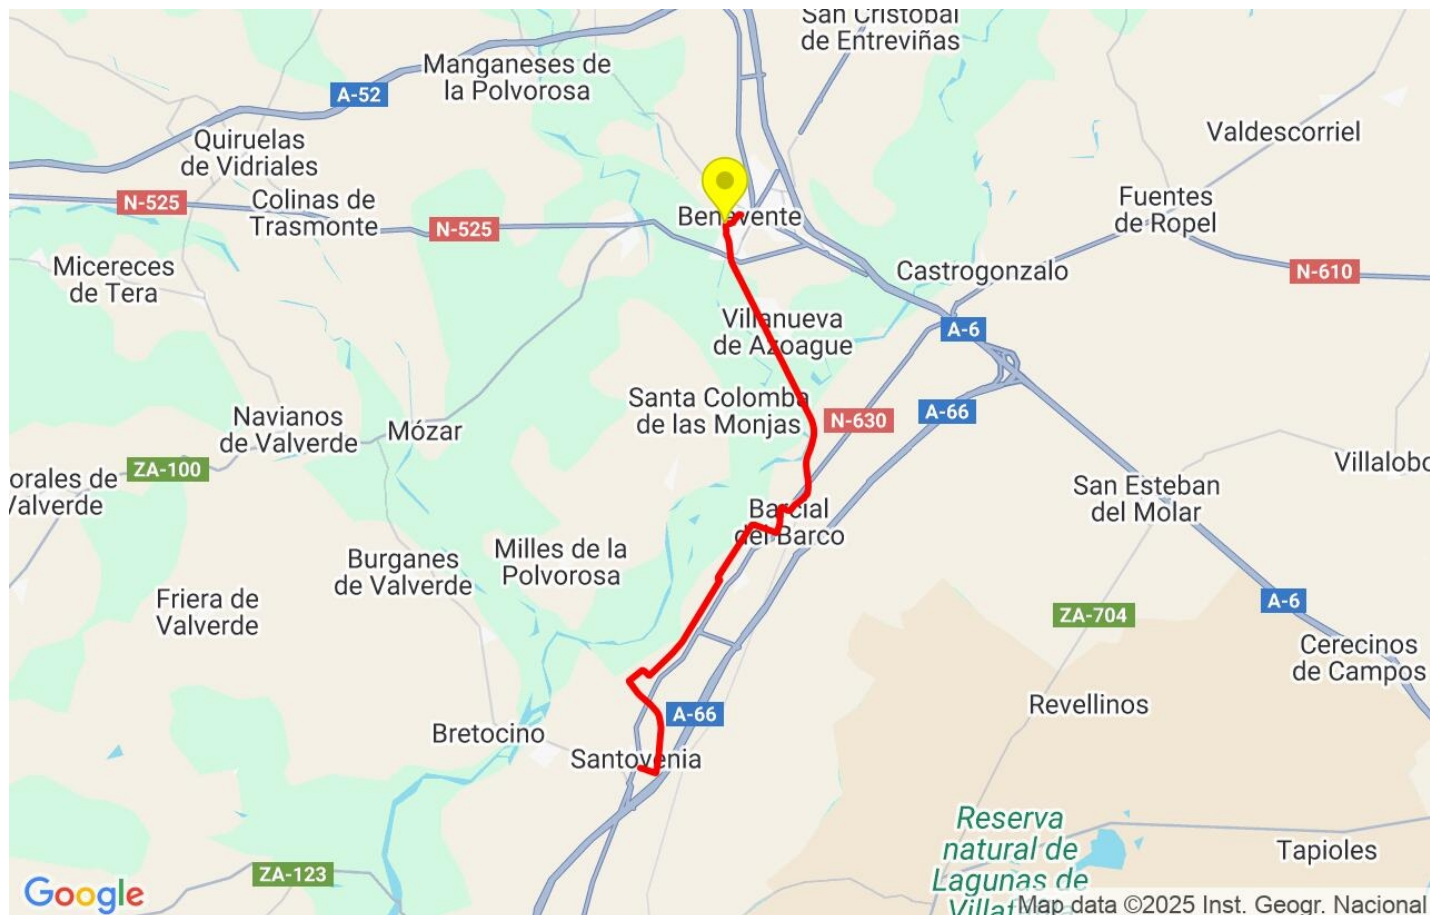 San Cristóbal
de Entreviñas
Manganeses de
la Polvorosa
A-52
Valdescorriel
Quiruelas
de Vidriales
N-525
Colinas de
Trasmonte
N-525
Benavente
Fuentes
de Ropel
Micereces
de Tera
Castrogonzalo
N-610
Villanueva
de Azoague
A-6
Santa Colomba
de las Monjas
N-630
A-66
Navianos
de Valverde
Mózar
ZA-100
orales de
Valverde
Villalobo
San Esteban
del Molar
Barcial
del Barco
Burganes
de Valverde
Milles de la
Polvorosa
Friera de
Valverde
A-6
ZA-704
Cerecinos
de Campos
Revellinos
A-66
Bretocino
Santovenia
Reserva
natural de
Lagunas de
Tapioles
ZA-123
Google
Map data ©2025 Inst. Geogr. Nacional